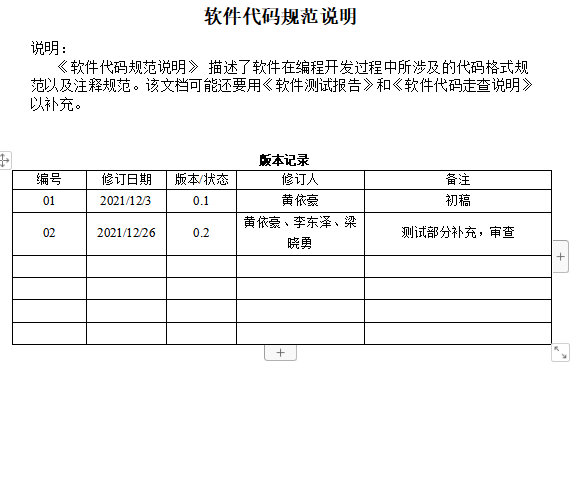 软件代码规范说明
说明：
《软件代码规范说明》 描述了软件在编程开发过程中所涉及的代码格式规
范以及注释规范。该文档可能还要用《软件测试报告》和《软件代码走查说明》
以补充。
版本记录
编号 修订日期 版本/状态 修订人 备注
01 2021/12/3 0.1 黄依豪 初稿
02 2021/12/26 0.2 黄依豪、李东泽、梁 测试部分补充，审查
晓勇